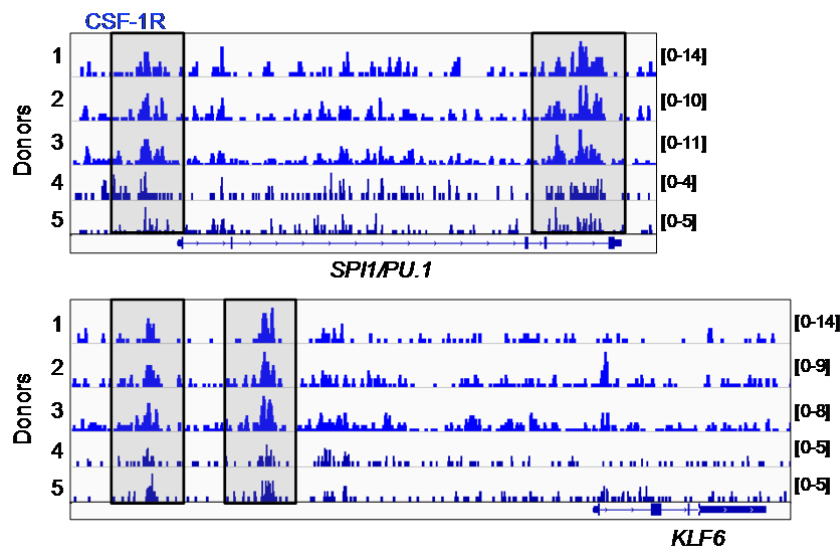 CSF-1R
Donors
1 [0-14]
2 [0-10]
3 [0-11]
4 [0-4]
5 [0-5]
SPI1/PU.1
Donors
1 [0-14]
2 [0-9]
3 [0-8]
4 [0-5]
5 [0-5]
KLF6